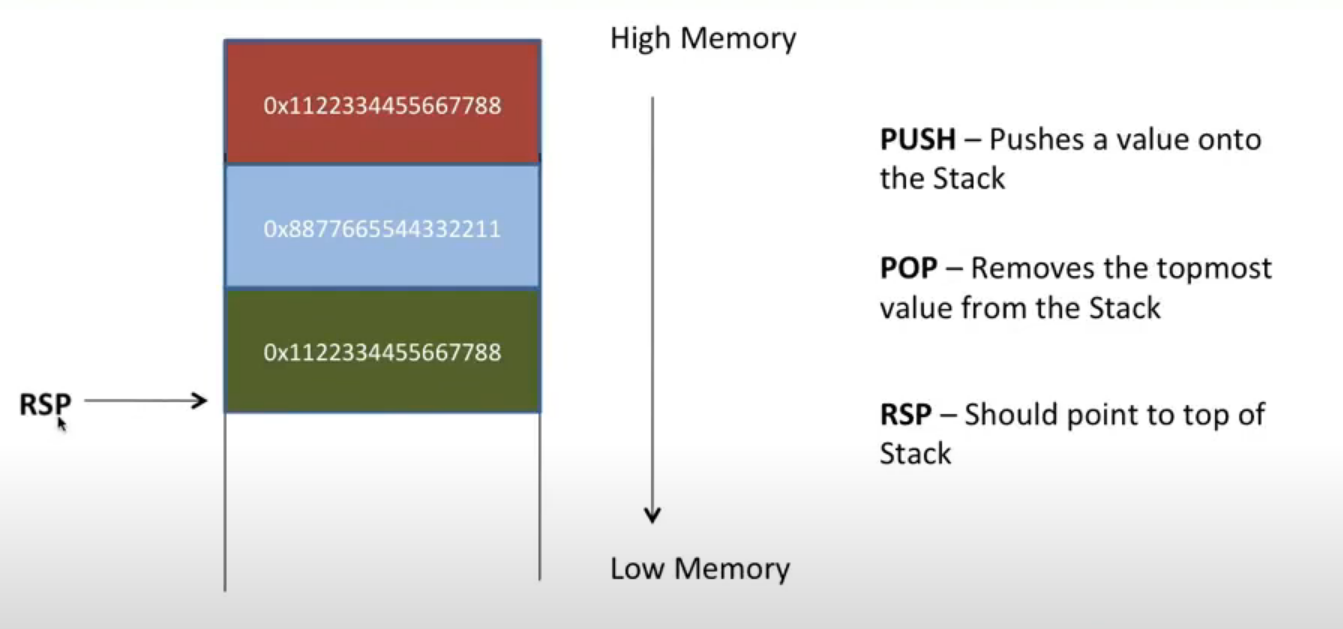 High Memory
0x1122334455667788
PUSH – Pushes a value onto
the Stack
0x8877665544332211
POP – Removes the topmost
value from the Stack
0x1122334455667788
RSP
RSP – Should point to top of
Stack
Low Memory